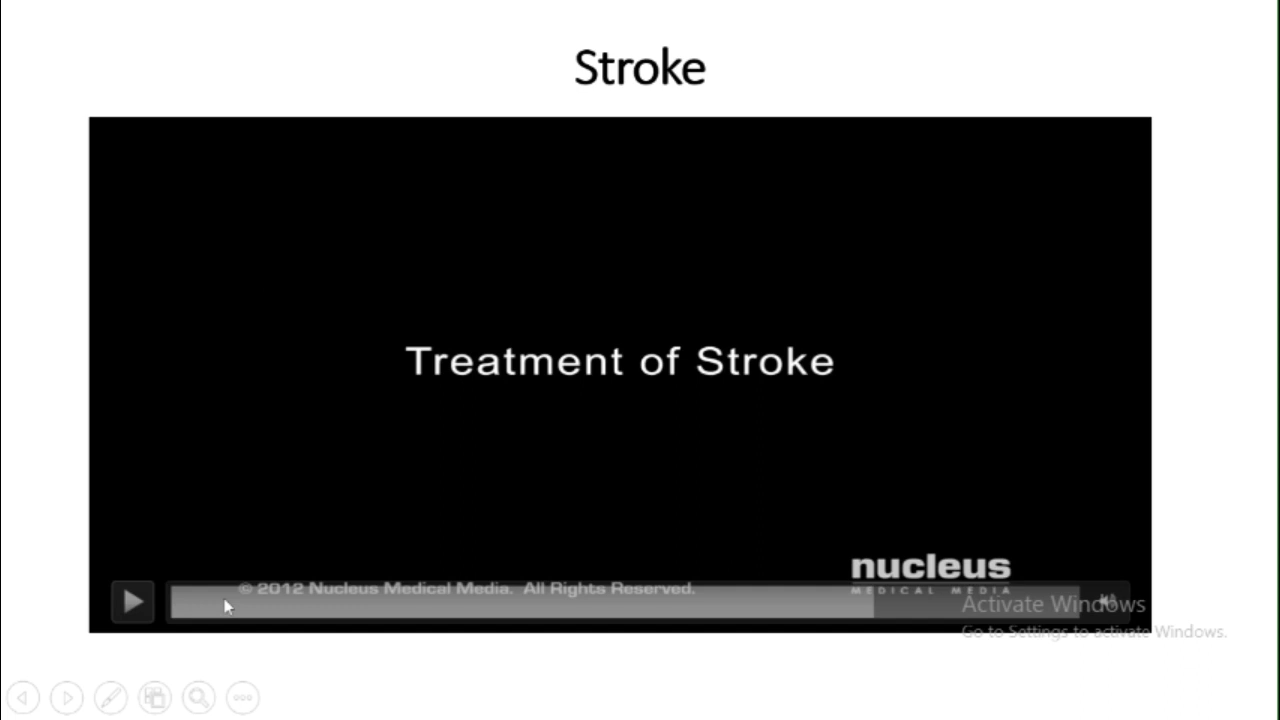 Stroke
Treatment of Stroke
nucleus
MEDICAL MEDIA
© 2012 Nucleus Medical Media. All Rights Reserved.
Activate Windows
Go to Settings to activate Windows.